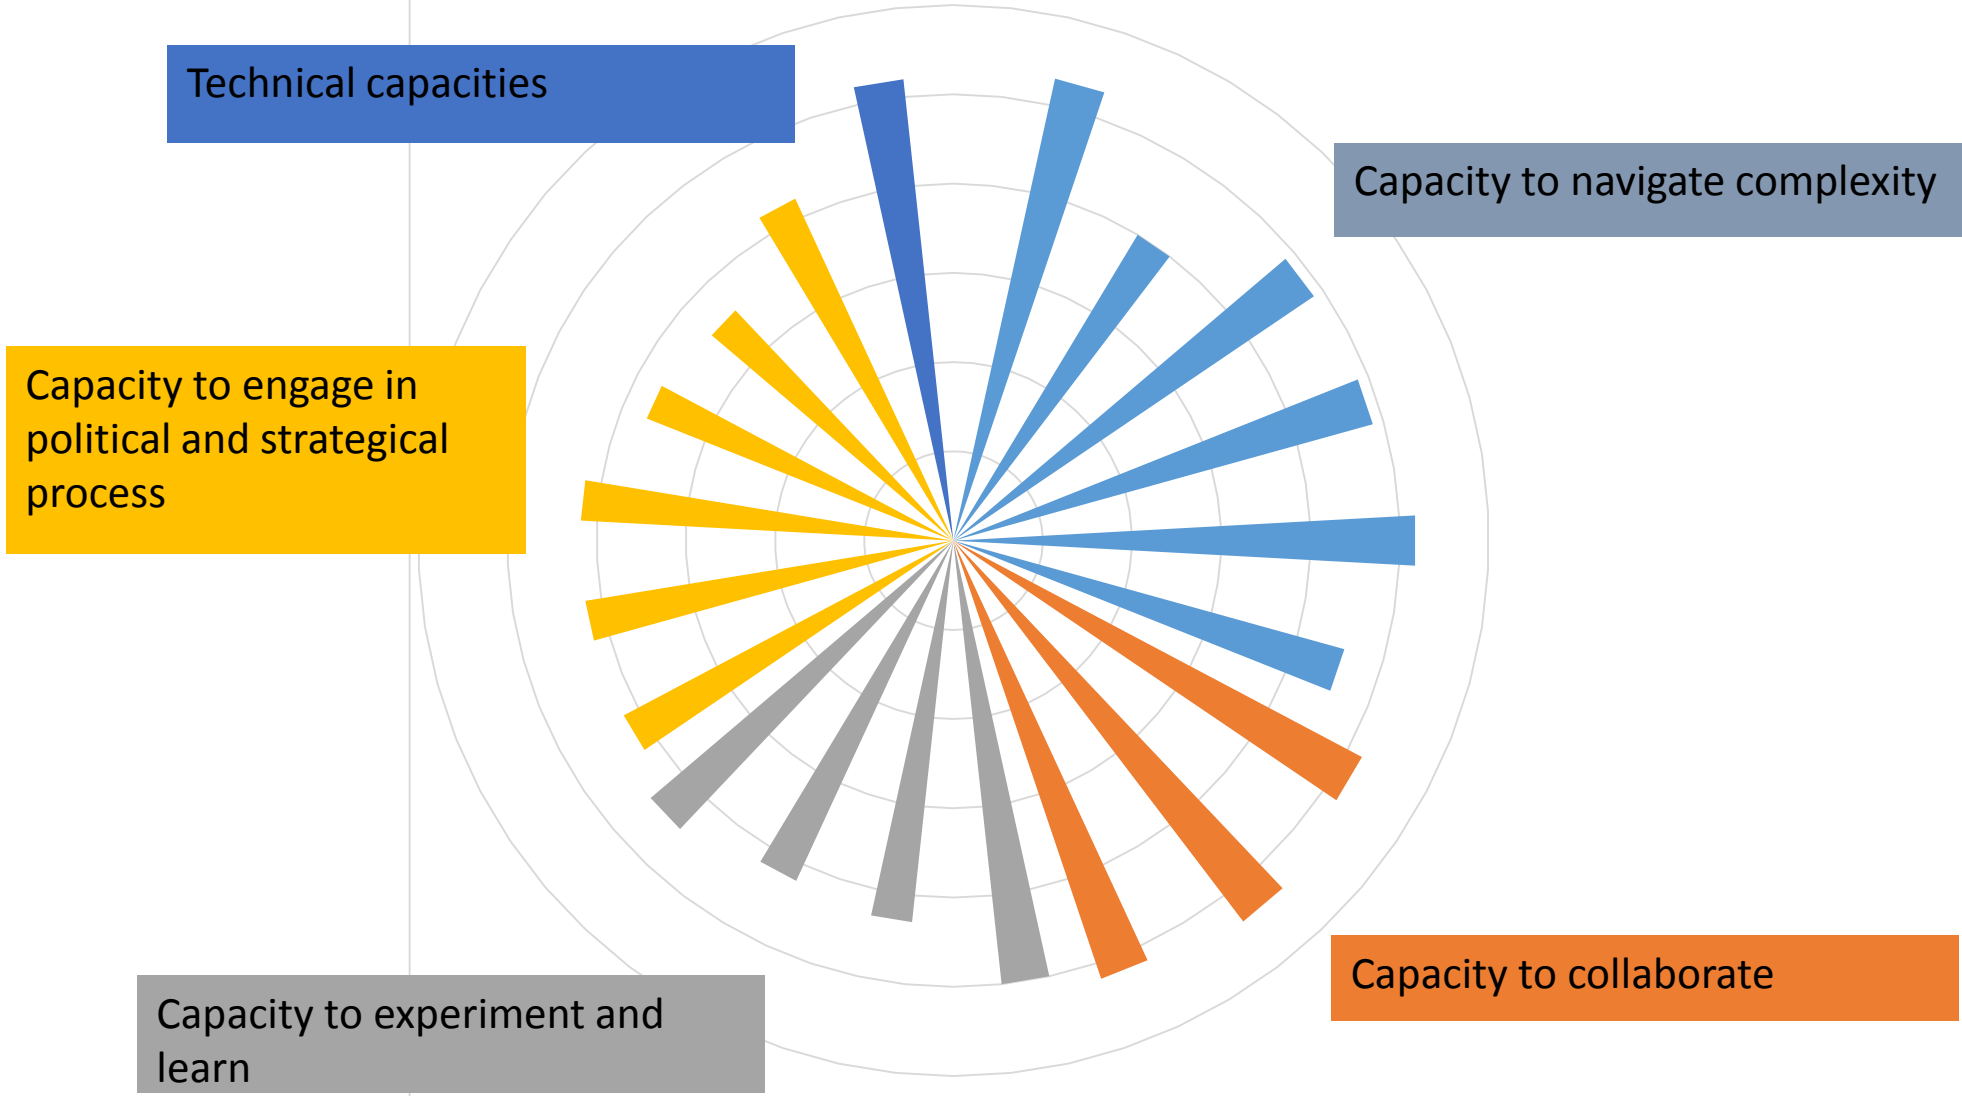 Technical capacities
Capacity to navigate complexity
Capacity to engage in
political and strategical
process
Capacity to collaborate
Capacity to experiment and
learn